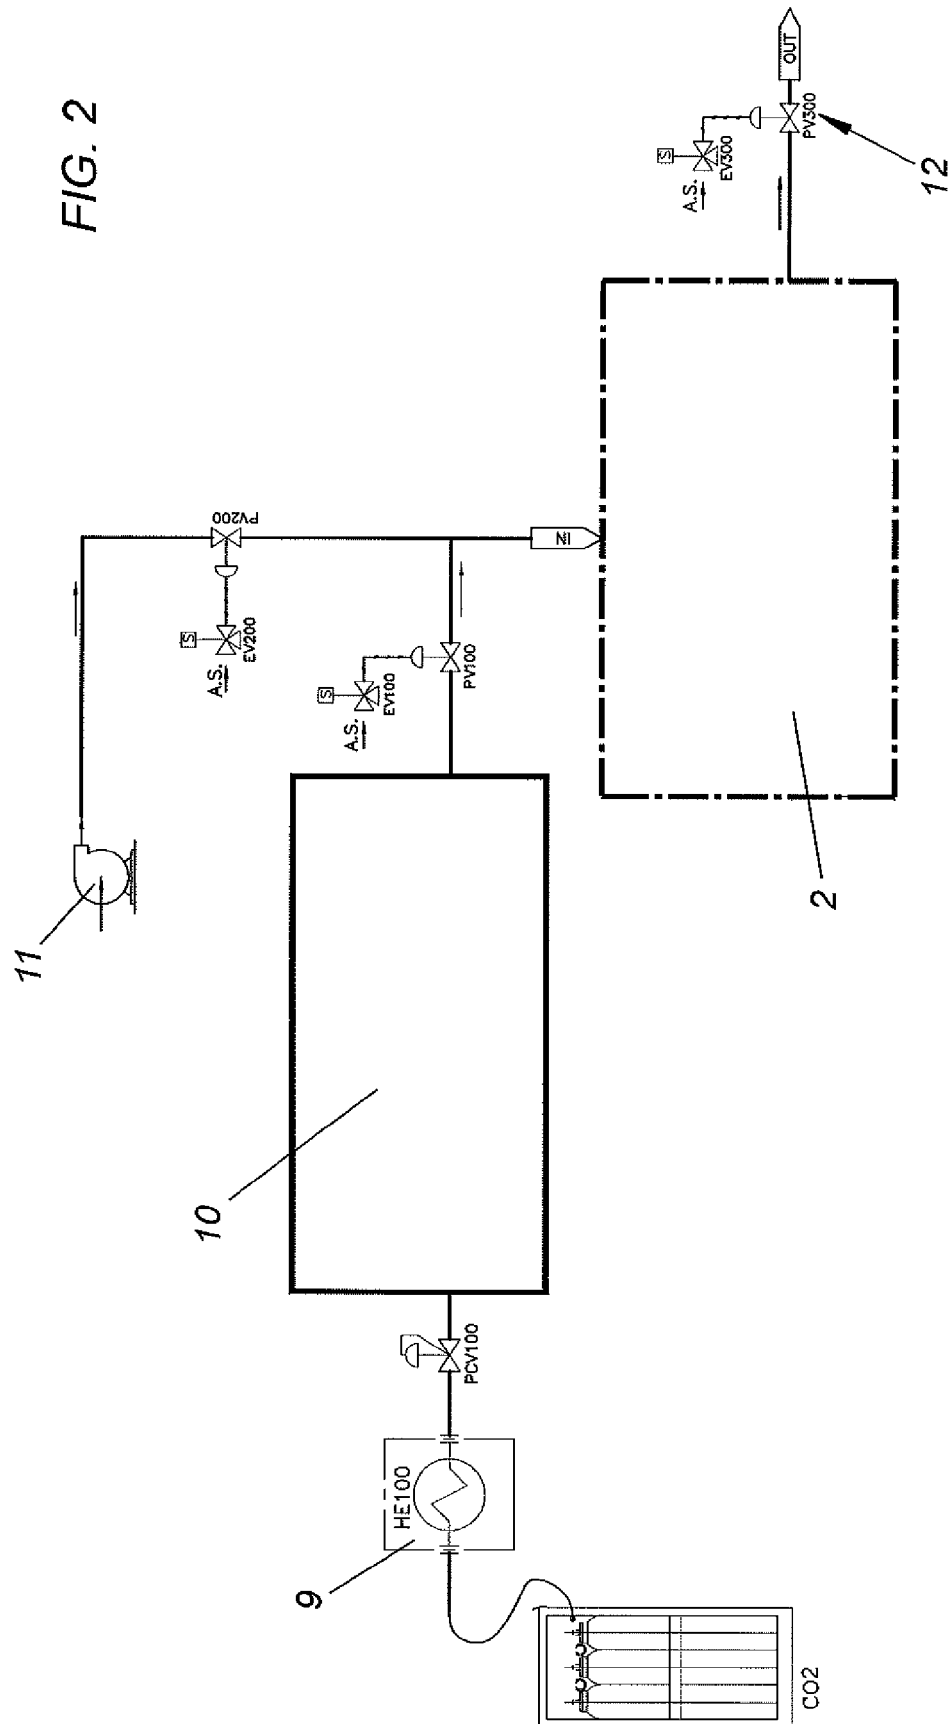 FIG. 2
OUT
PV300
EV300
S
A.S.
12
PV200
EV200
S
A.S.
IN
PV100
EV100
S
A.S.
2
11
10
PCV100
HE100
9
CO2